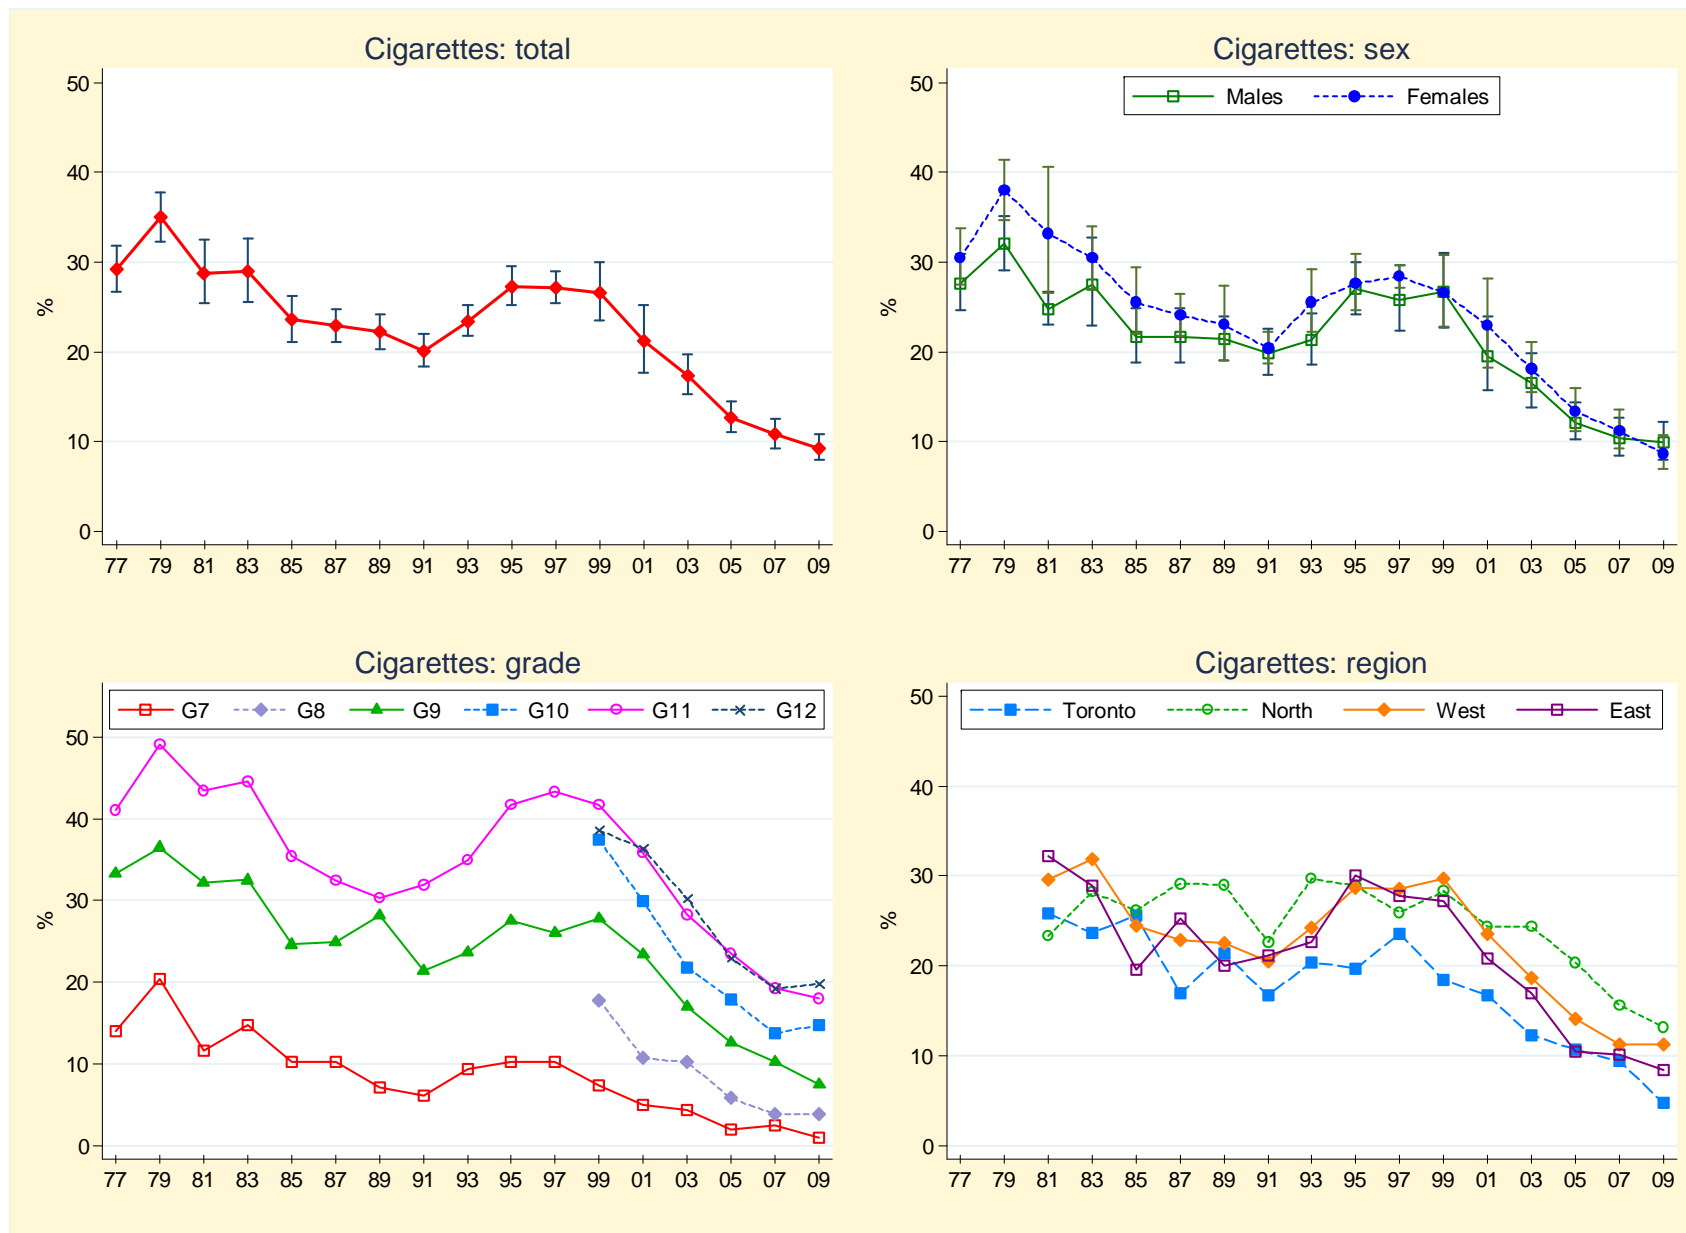 Cigarettes: total
50
40
30
20
10
0
%
77 79 81 83 85 87 89 91 93 95 97 99 01 03 05 07 09
Cigarettes: sex
Males Females
50
40
30
20
10
0
%
77 79 81 83 85 87 89 91 93 95 97 99 01 03 05 07 09
Cigarettes: grade
G7 G8 G9 G10 G11 G12
50
40
30
20
10
0
%
77 79 81 83 85 87 89 91 93 95 97 99 01 03 05 07 09
Cigarettes: region
Toronto North West East
50
40
30
20
10
0
%
77 79 81 83 85 87 89 91 93 95 97 99 01 03 05 07 09